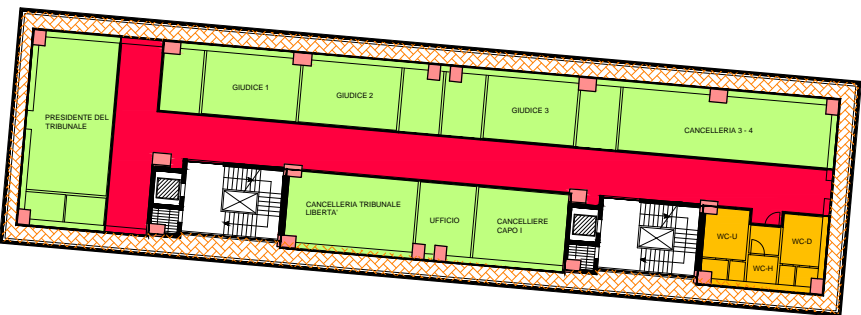 PRESIDENTE DEL
TRIBUNALE
GIUDICE 1
GIUDICE 2
GIUDICE 3
CANCELLERIA 3 - 4
CANCELLERIA TRIBUNALE
LIBERTA'
UFFICIO
CANCELLIERE
CAPO I
WC-U
WC-H
WC-D